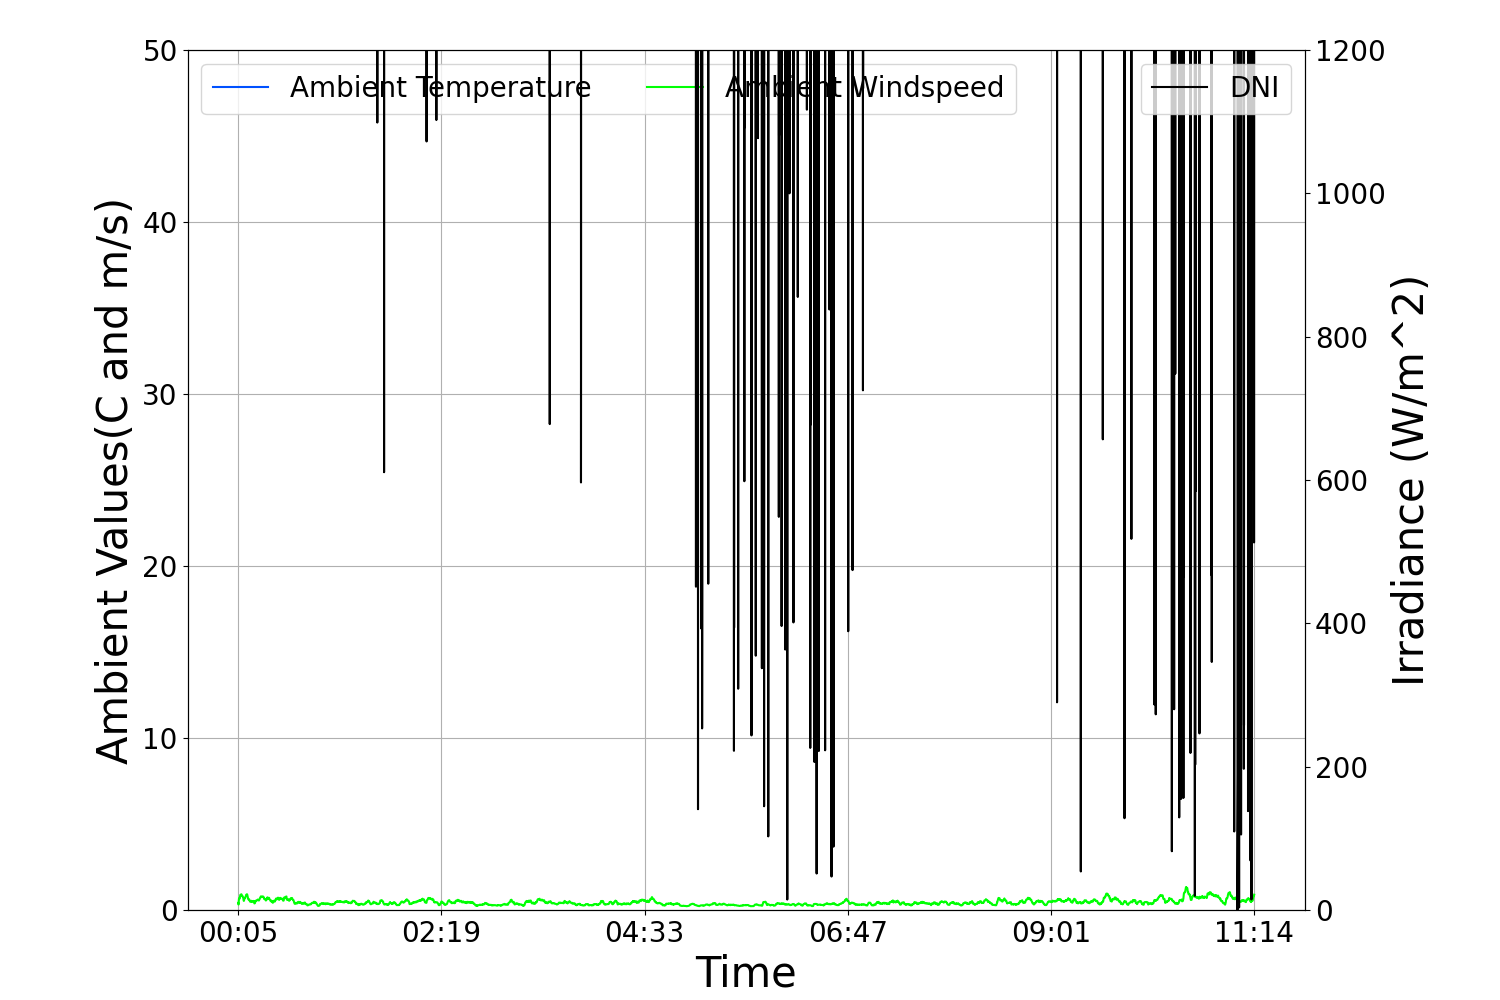 Ambient Temperature
Ambient Windspeed
DNI
50
40
30
20
10
0
Ambient Values(C and m/s)
1200
1000
800
600
400
200
0
Irradiance (W/m^2)
00:05 02:19 04:33 06:47 09:01 11:14
Time